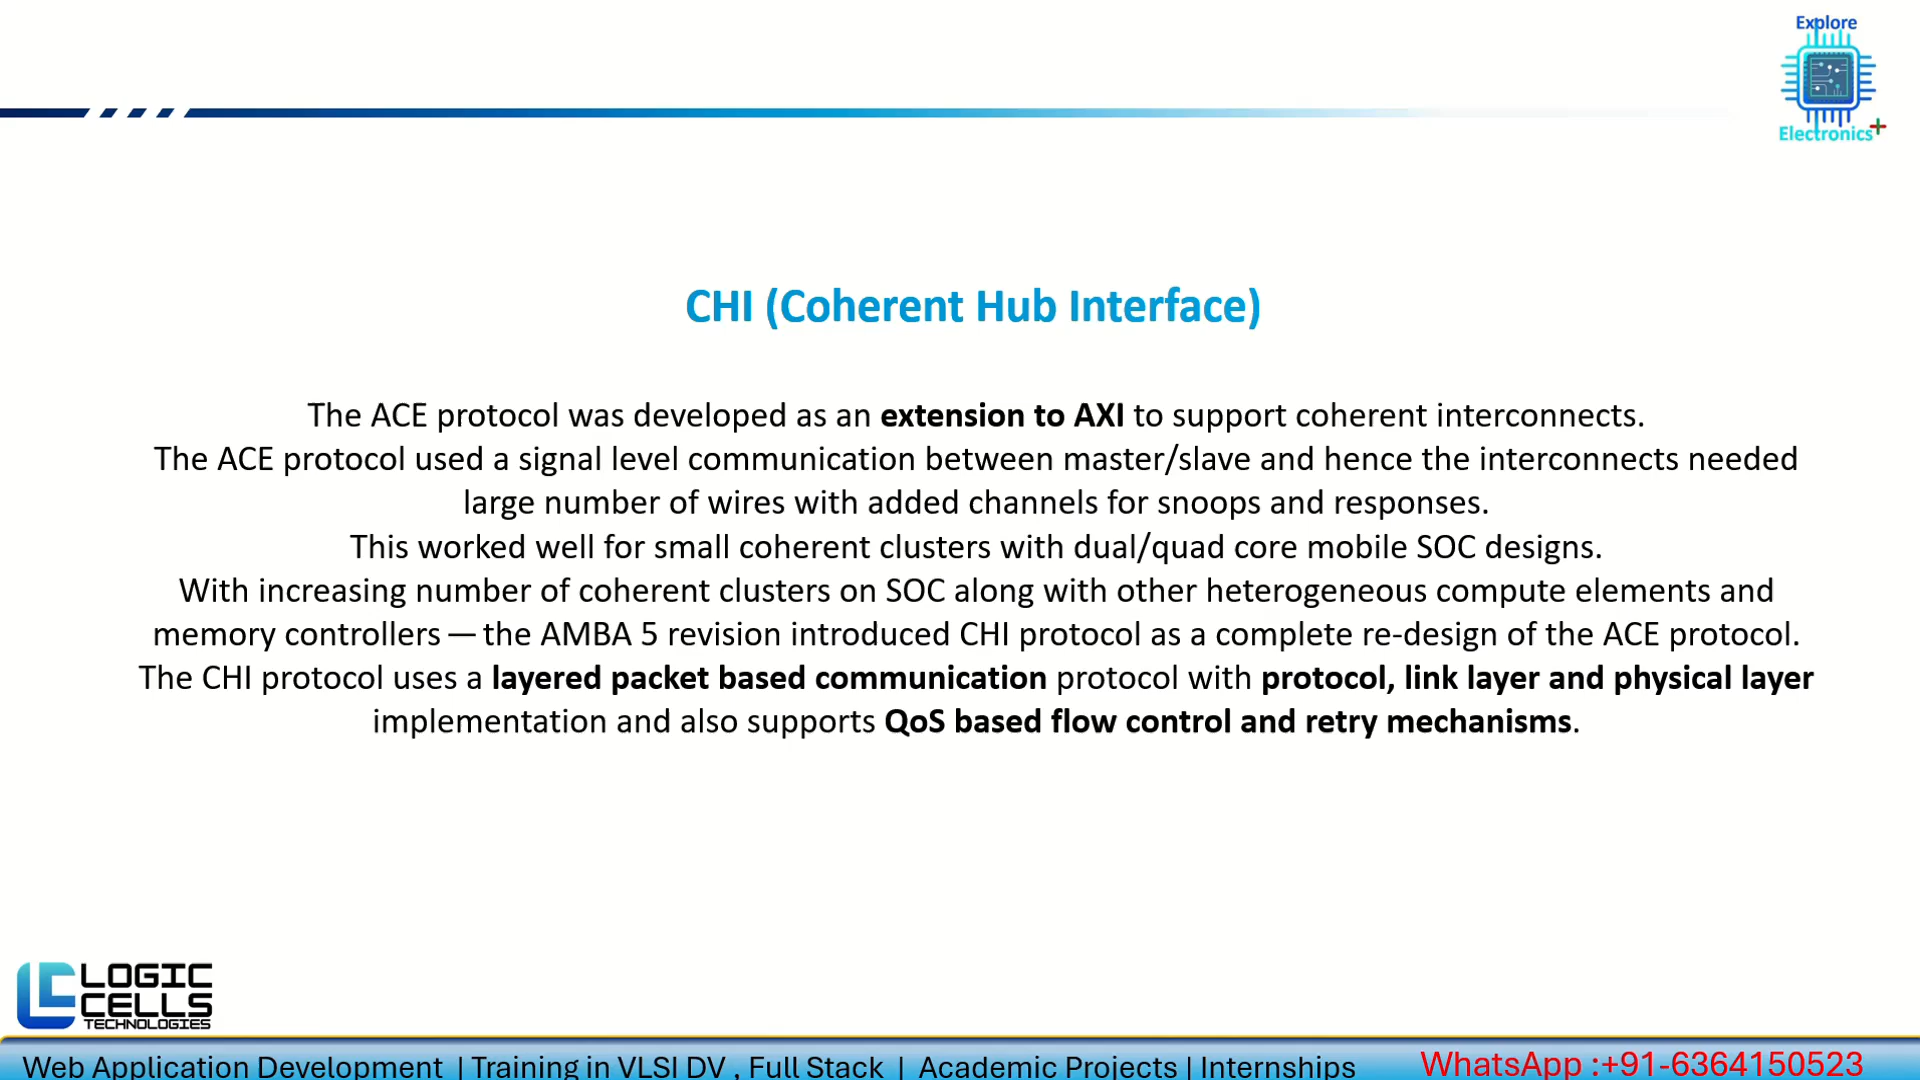 Explore
Electronics+
CHI (Coherent Hub Interface)
The ACE protocol was developed as an extension to AXI to support coherent interconnects.
The ACE protocol used a signal level communication between master/slave and hence the interconnects needed
large number of wires with added channels for snoops and responses.
This worked well for small coherent clusters with dual/quad core mobile SOC designs.
With increasing number of coherent clusters on SOC along with other heterogeneous compute elements and
memory controllers — the AMBA 5 revision introduced CHI protocol as a complete re-design of the ACE protocol.
The CHI protocol uses a layered packet based communication protocol with protocol, link layer and physical layer
implementation and also supports QoS based flow control and retry mechanisms.
LOGIC
CELLS
TECHNOLOGIES
Web Application Development | Training in VLSI DV , Full Stack | Academic Projects | Internships
WhatsApp :+91-6364150523